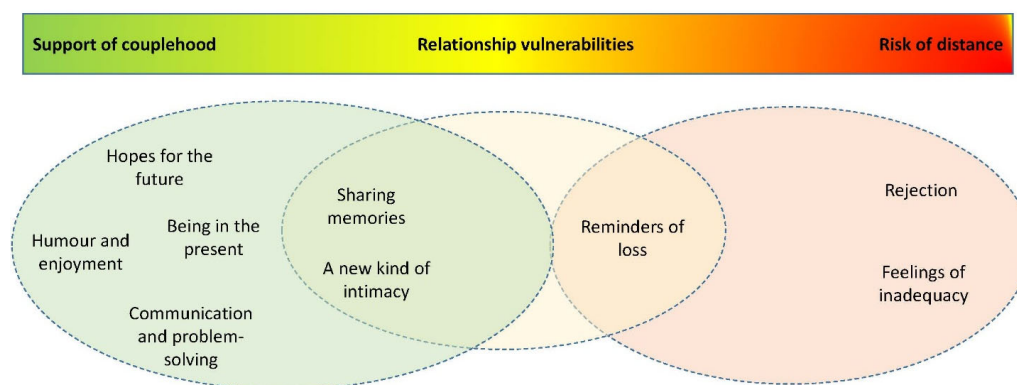 Support of couplehood
Relationship vulnerabilities
Risk of distance
Hopes for the
future
Humour and
enjoyment
Being in the
present
Communication
and problem-
solving
Sharing
memories
A new kind of
intimacy
Reminders of
loss
Rejection
Feelings of
inadequacy